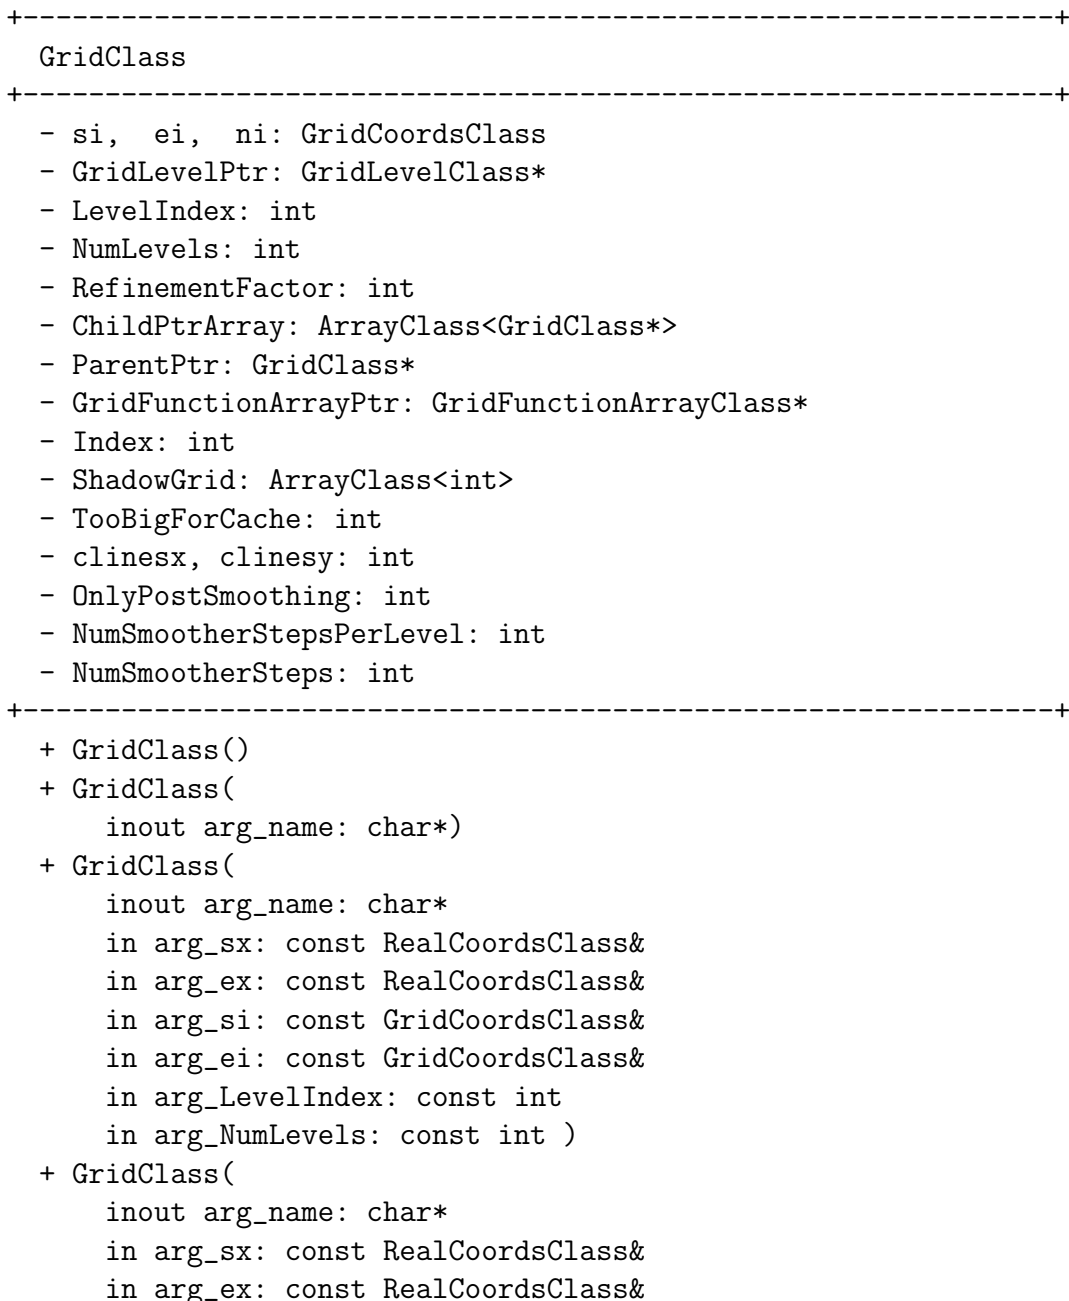 +---------------------------------------------------------------+
  GridClass
+---------------------------------------------------------------+
  - si,  ei,  ni: GridCoordsClass
  - GridLevelPtr: GridLevelClass*
  - LevelIndex: int
  - NumLevels: int
  - RefinementFactor: int
  - ChildPtrArray: ArrayClass<GridClass*>
  - ParentPtr: GridClass*
  - GridFunctionArrayPtr: GridFunctionArrayClass*
  - Index: int
  - ShadowGrid: ArrayClass<int>
  - TooBigForCache: int
  - clinesx, clinesy: int
  - OnlyPostSmoothing: int
  - NumSmootherStepsPerLevel: int
  - NumSmootherSteps: int
+---------------------------------------------------------------+
  + GridClass()
  + GridClass(
      inout arg_name: char*)
  + GridClass(
      inout arg_name: char*
      in arg_sx: const RealCoordsClass&
      in arg_ex: const RealCoordsClass&
      in arg_si: const GridCoordsClass&
      in arg_ei: const GridCoordsClass&
      in arg_LevelIndex: const int
      in arg_NumLevels: const int )
  + GridClass(
      inout arg_name: char*
      in arg_sx: const RealCoordsClass&
      in arg_ex: const RealCoordsClass&